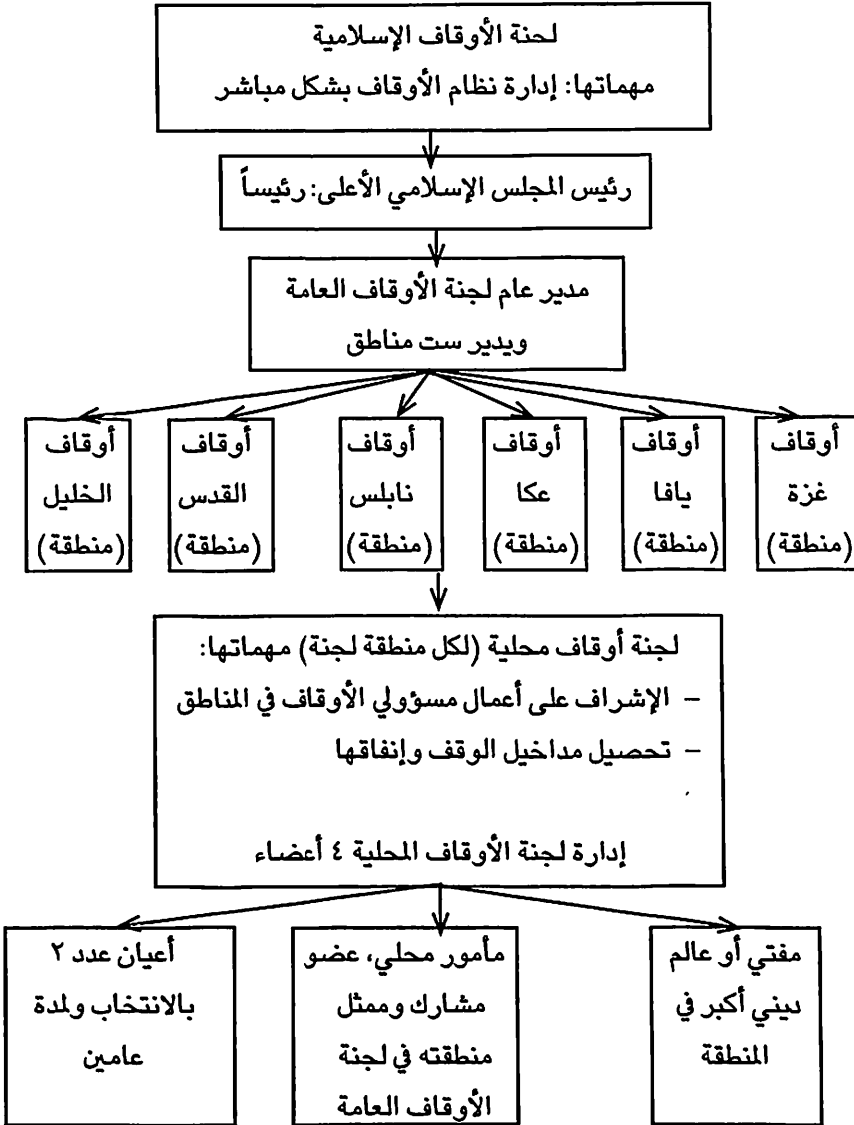 لجنة الأوقاف الإسلامية
مهماتها: إدارة نظام الأوقاف بشكل مباشر
رئيس المجلس الإسلامي الأعلى: رئيساً
مدير عام لجنة الأوقاف العامة
ويدير ست مناطق
أوقاف
غزة
(منطقة)
أوقاف
يافا
(منطقة)
أوقاف
عكا
(منطقة)
أوقاف
نابلس
(منطقة)
أوقاف
القدس
(منطقة)
أوقاف
الخليل
(منطقة)
لجنة أوقاف محلية (لكل منطقة لجنة) مهماتها:
– الإشراف على أعمال مسؤولي الأوقاف في المناطق
– تحصيل مداخيل الوقف وإنفاقها
إدارة لجنة الأوقاف المحلية ٤ أعضاء
مفتي أو عالم
ديني أكبر في
المنطقة
مأمور محلي، عضو
مشارك وممثل
منطقته في لجنة
الأوقاف العامة
أعيان عدد ٢
بالانتخاب ولمدة
عامين